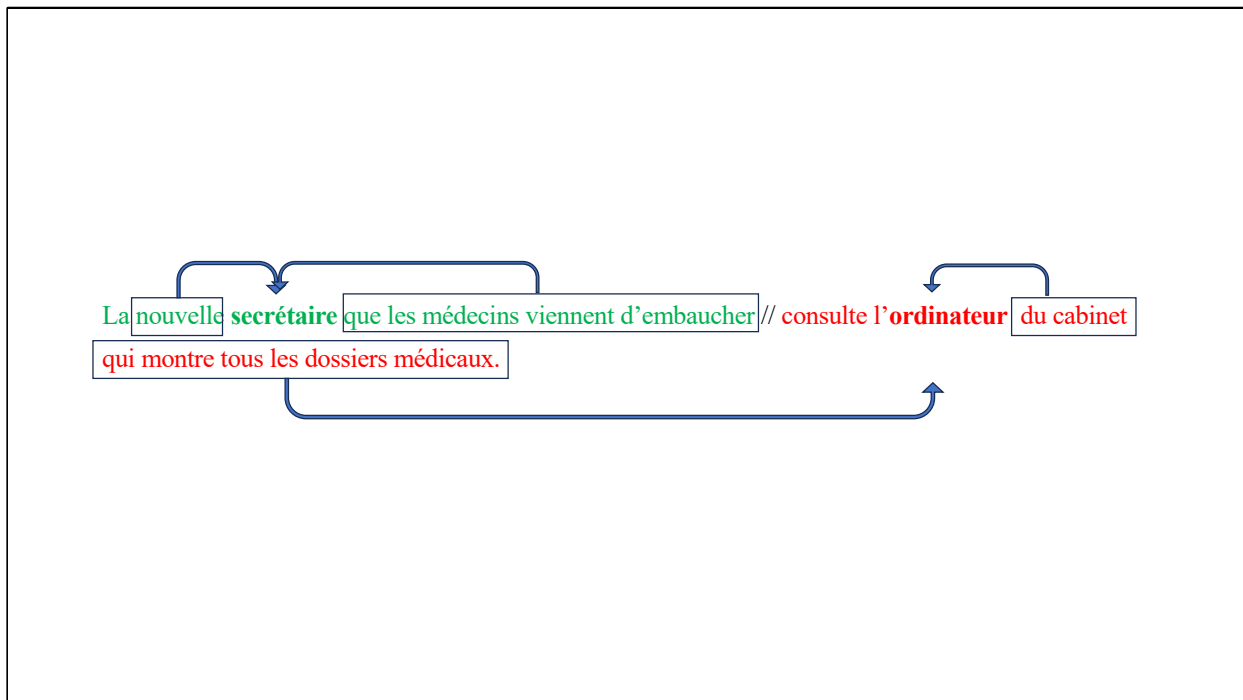 La nouvelle secrétaire que les médecins viennent d’embaucher // consulte l’ordinateur du cabinet
qui montre tous les dossiers médicaux.